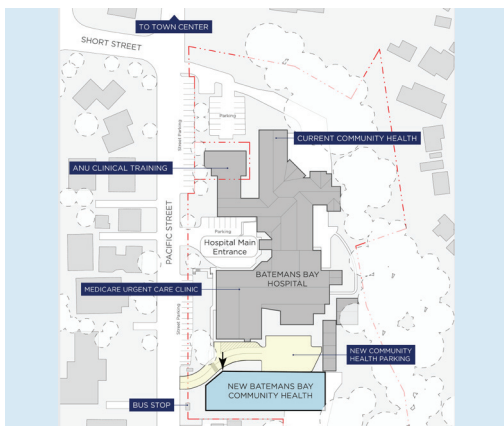 TO TOWN CENTER
SHORT STREET
Parking
Street Parking
CURRENT COMMUNITY HEALTH
ANU CLINICAL TRAINING
PACIFIC STREET
Parking
Hospital Main
Entrance
BATEMANS BAY
HOSPITAL
MEDICARE URGENT CARE CLINIC
Street Parking
NEW COMMUNITY
HEALTH PARKING
NEW BATEMANS BAY
COMMUNITY HEALTH
BUS STOP